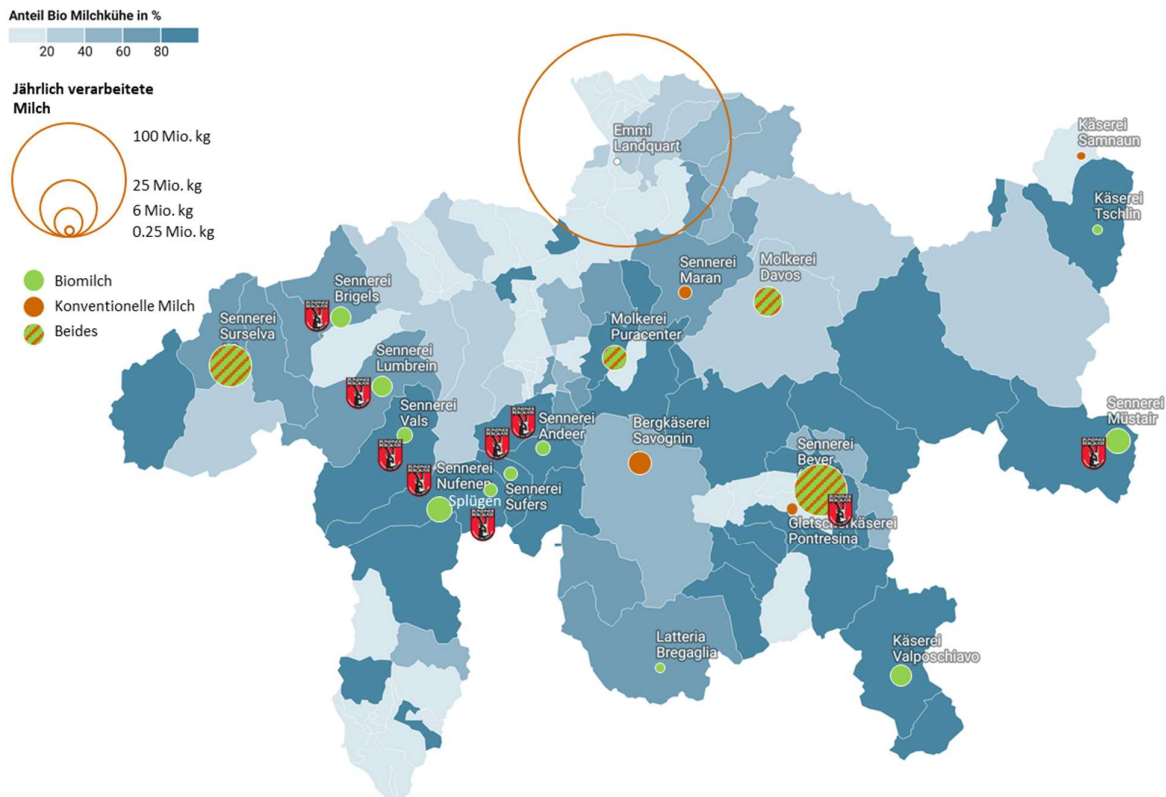 Anteil Bio Milchkühe in %
20 40 60 80
Jährlich verarbeitete
Milch
100 Mio. kg
25 Mio. kg
6 Mio. kg
0.25 Mio. kg
Biomilch
Konventionelle Milch
Beides
Emmi
Landquart
Käserei
Samnaun
Käserei
Tschlin
Sennerei
Maran
Molkerei
Davos
Sennerei
Brigels
Sennerei
Surselva
Molkerei
Puracenter
Sennerei
Lumbrein
Sennerei
Vals
Sennerei
Andeer
Bergkäserei
Savognin
Sennerei
Bever
Sennerei
Müstair
Sennerei
Nufenen
Splügen
Sennerei
Sufers
Gletscherkäserei
Pontresina
Latteria
Bregaglia
Käserei
Valposchiavo